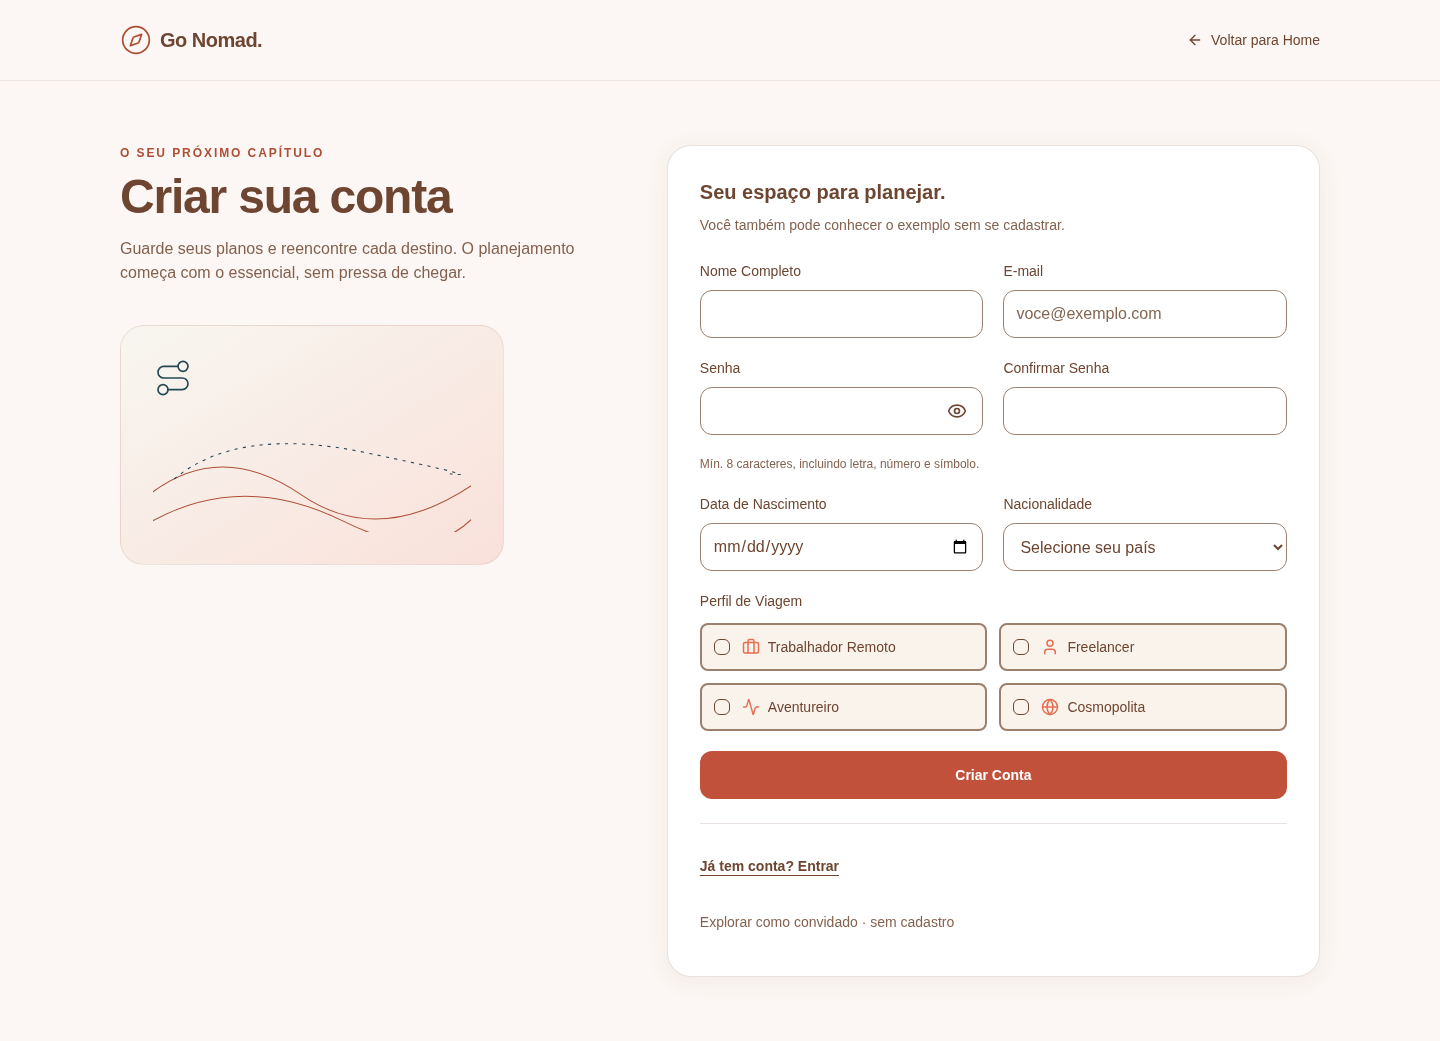 Go Nomad.
Voltar para Home
O SEU PRÓXIMO CAPÍTULO
Criar sua conta
Guarde seus planos e reencontre cada destino. O planejamento
começa com o essencial, sem pressa de chegar.
Seu espaço para planejar.
Você também pode conhecer o exemplo sem se cadastrar.
Nome Completo
E-mail
voce@exemplo.com
Senha
Confirmar Senha
Mín. 8 caracteres, incluindo letra, número e símbolo.
Data de Nascimento
Nacionalidade
mm/dd/yyyy
Selecione seu país
Perfil de Viagem
Trabalhador Remoto
Freelancer
Aventureiro
Cosmopolita
Criar Conta
Já tem conta? Entrar
Explorar como convidado · sem cadastro